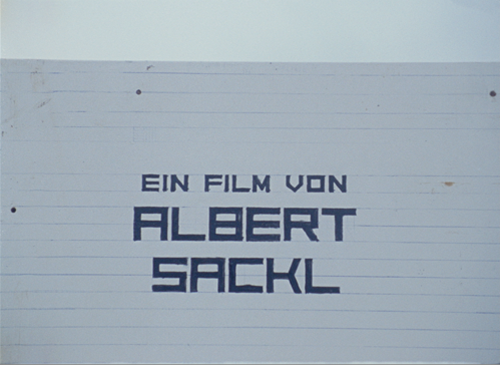 EIN FILM VON
ALBERT
SACKL